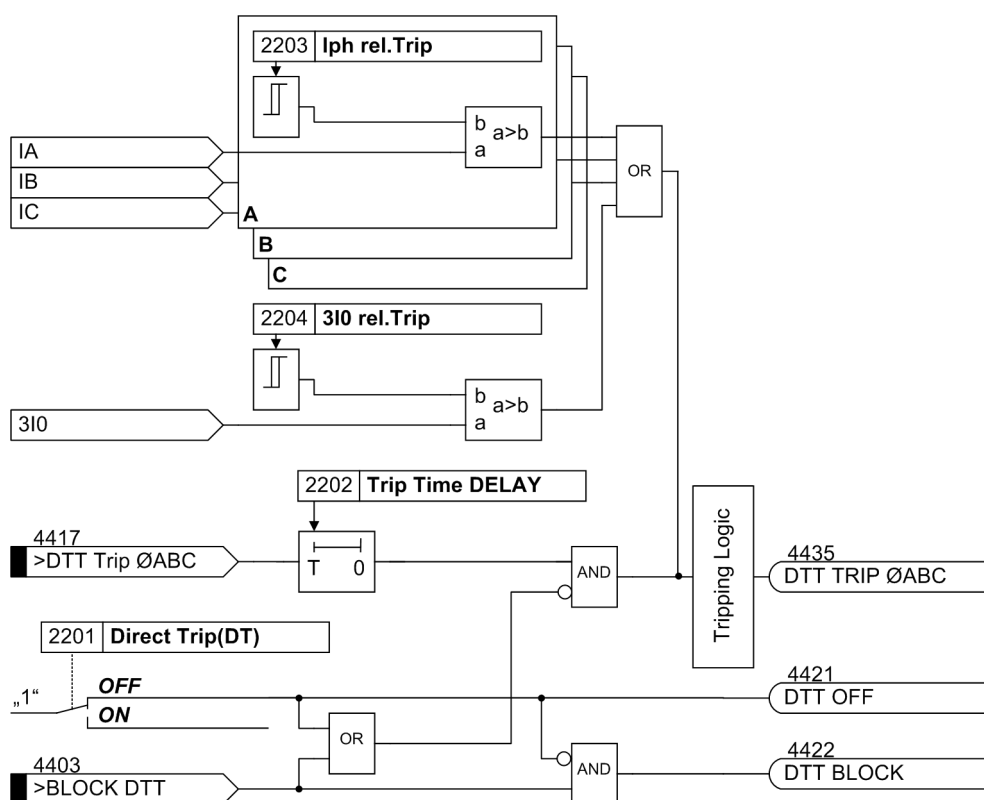 2203 Iph rel.Trip
b
a>b
a
IA
IB
IC
OR
A
B
C
2204 3I0 rel.Trip
b
a>b
a
3I0
2202 Trip Time DELAY
4417
>DTT Trip ØABC
T 0
AND
Tripping Logic
4435
DTT TRIP ØABC
2201 Direct Trip(DT)
„1“
OFF
ON
4421
DTT OFF
OR
4403
>BLOCK DTT
AND
4422
DTT BLOCK